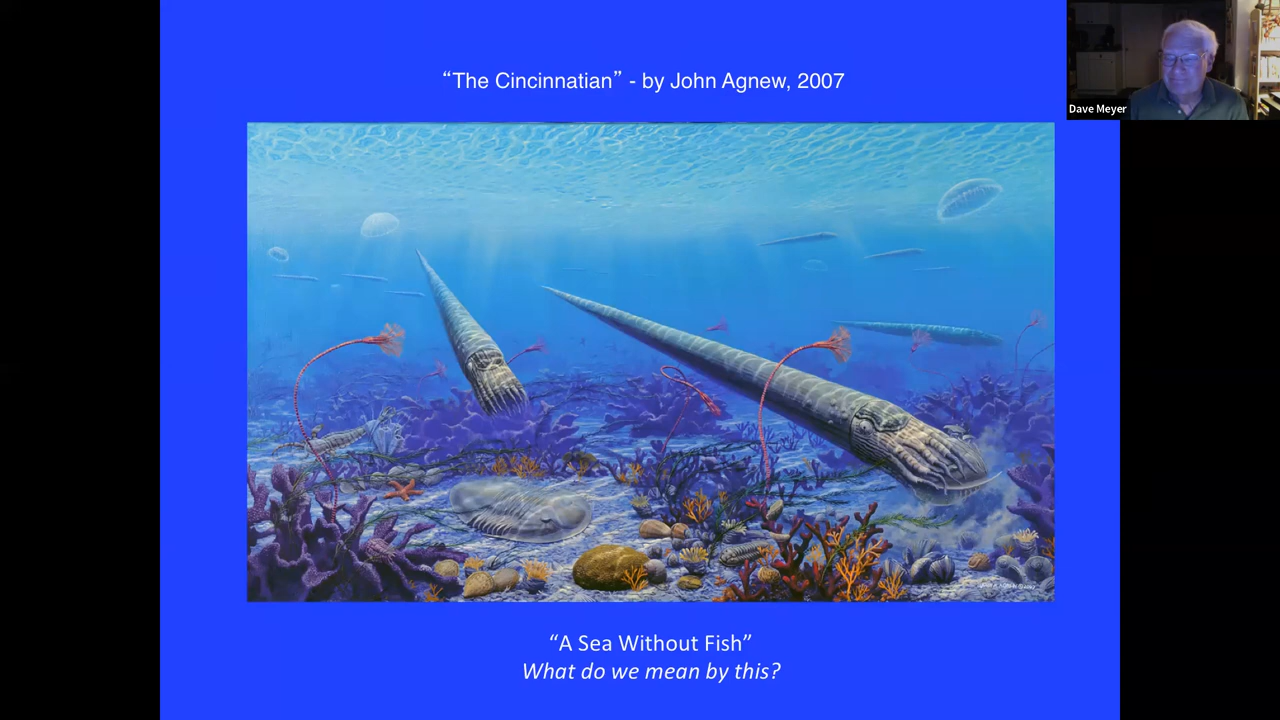 “The Cincinnatian” - by John Agnew, 2007
Dave Meyer
“A Sea Without Fish”
What do we mean by this?